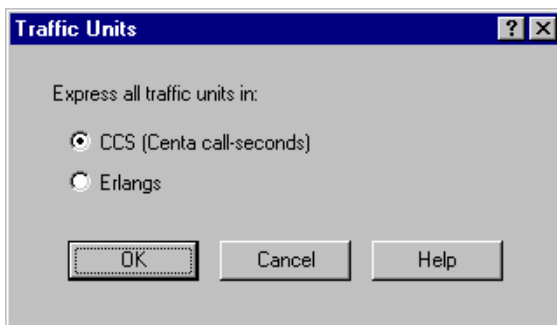 Traffic Units
Express all traffic units in:
CCS (Centa call-seconds)
Erlangs
OK Cancel Help